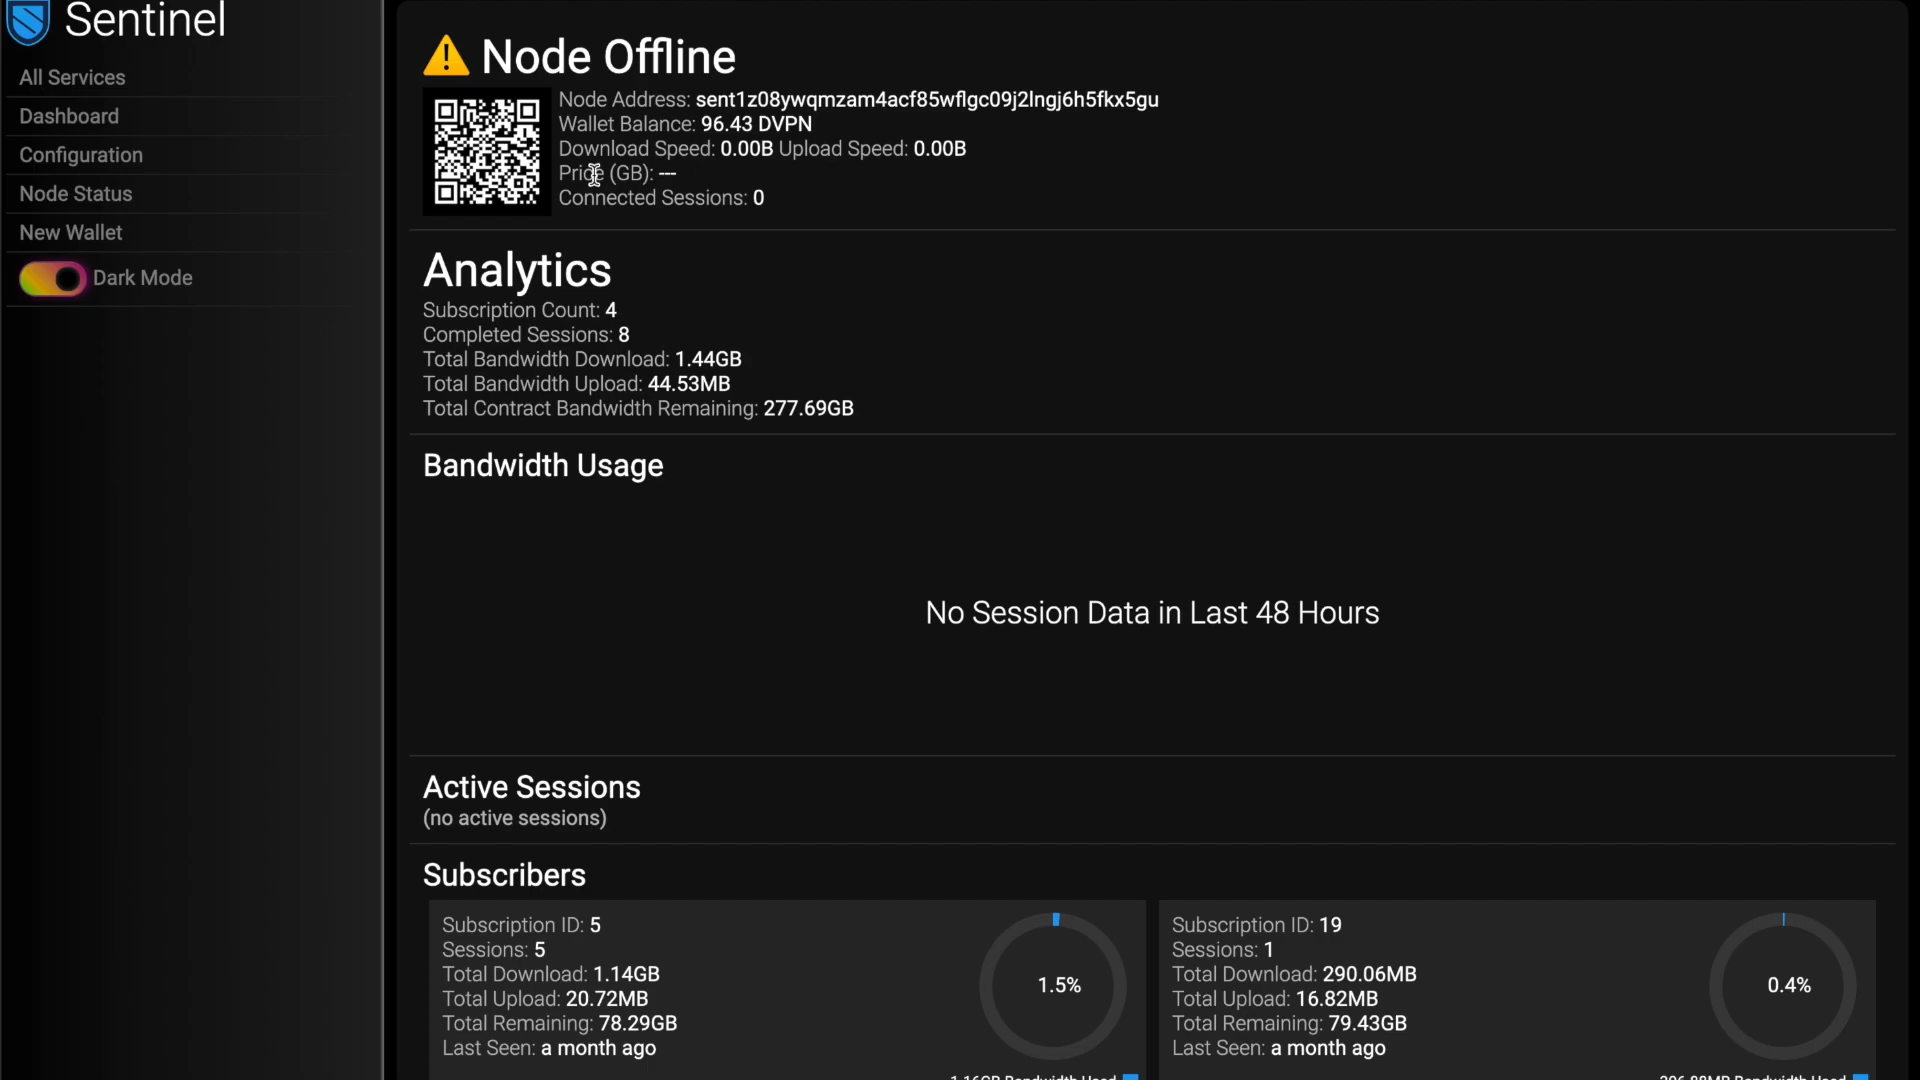 Sentinel
All Services
Dashboard
Configuration
Node Status
New Wallet
Dark Mode
Node Offline
Node Address: sent1z08ywqmzam4acf85wflgc09j2lngj6h5fkx5gu
Wallet Balance: 96.43 DVPN
Download Speed: 0.00B Upload Speed: 0.00B
Price (GB): ---
Connected Sessions: 0
Analytics
Subscription Count: 4
Completed Sessions: 8
Total Bandwidth Download: 1.44GB
Total Bandwidth Upload: 44.53MB
Total Contract Bandwidth Remaining: 277.69GB
Bandwidth Usage
No Session Data in Last 48 Hours
Active Sessions
(no active sessions)
Subscribers
Subscription ID: 5
Sessions: 5
Total Download: 1.14GB
Total Upload: 20.72MB
Total Remaining: 78.29GB
Last Seen: a month ago
1.5%
1.16GB Bandwidth Used
Subscription ID: 19
Sessions: 1
Total Download: 290.06MB
Total Upload: 16.82MB
Total Remaining: 79.43GB
Last Seen: a month ago
0.4%
Bandwidth Used